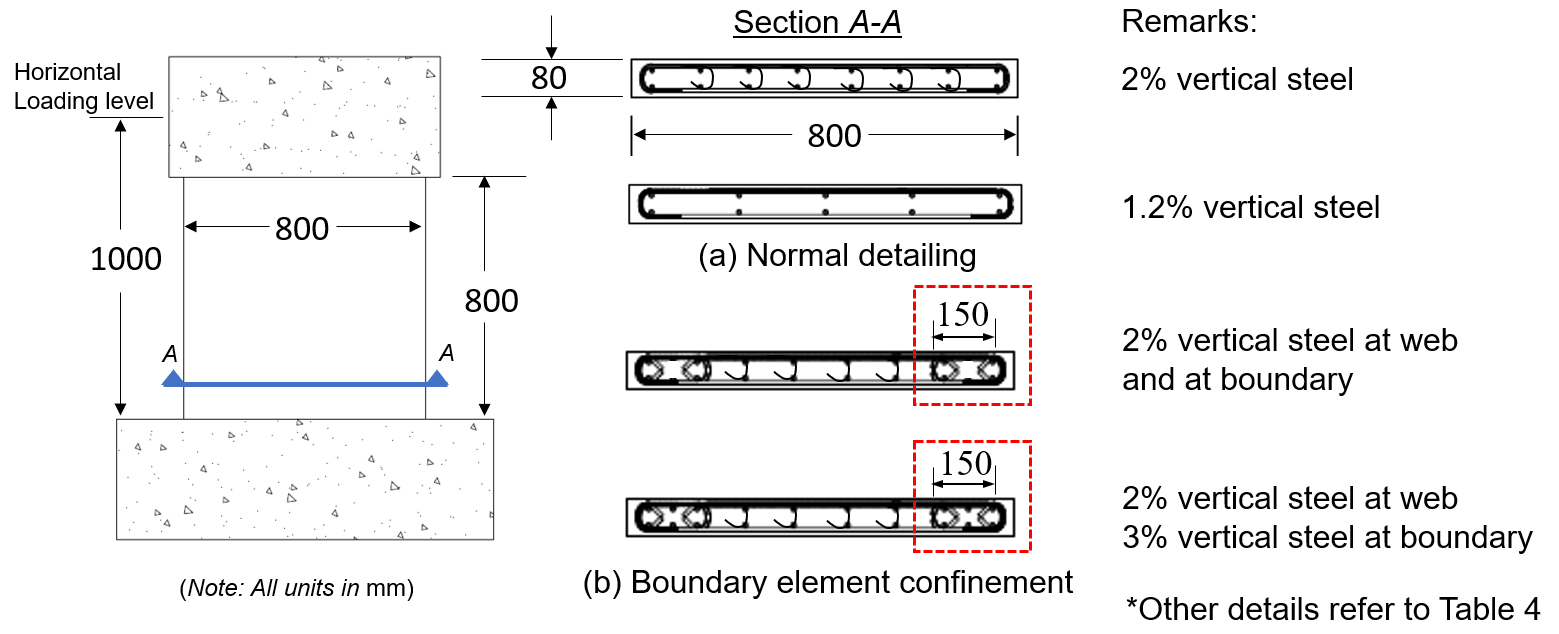 Section A-A
Remarks:
Horizontal
Loading level
80
2% vertical steel
800
1.2% vertical steel
800
1000
(a) Normal detailing
800
150
A
A
2% vertical steel at web
and at boundary
150
2% vertical steel at web
3% vertical steel at boundary
(Note: All units in mm)
(b) Boundary element confinement
*Other details refer to Table 4